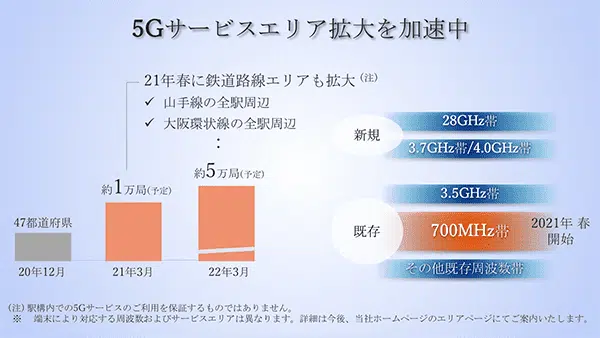 5Gサービスエリア拡大を加速中
21年春に鉄道路線エリアも拡大(注)
✓ 山手線の全駅周辺
✓ 大阪環状線の全駅周辺
:
約1万局(予定)
約5万局(予定)
47都道府県
20年12月
21年3月
22年3月
新規
28GHz帯
3.7GHz帯/4.0GHz帯
既存
3.5GHz帯
700MHz帯
2021年 春
開始
その他既存周波数帯
(注) 駅構内での5Gサービスのご利用を保証するものではありません。
※ 端末により対応する周波数およびサービスエリアは異なります。詳細は今後、当社ホームページのエリアページにてご案内いたします。